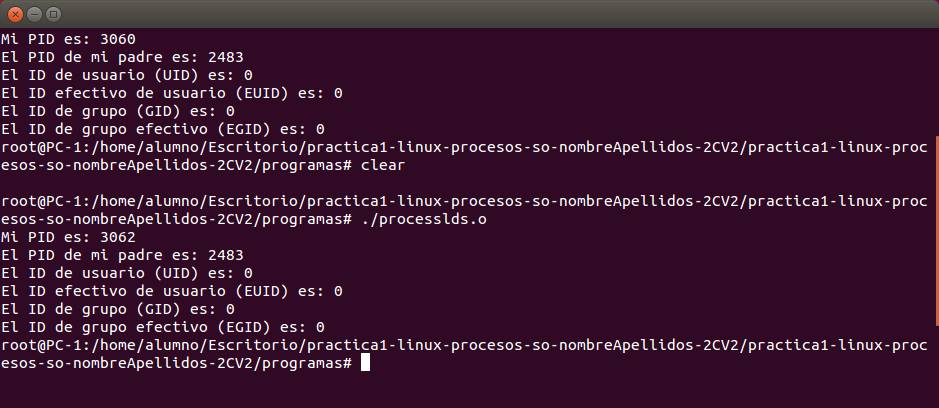 Mi PID es: 3060
El PID de mi padre es: 2483
El ID de usuario (UID) es: 0
El ID efectivo de usuario (EUID) es: 0
El ID de grupo (GID) es: 0
El ID de grupo efectivo (EGID) es: 0
root@PC-1:/home/alumno/Escritorio/practica1-linux-procesos-so-nombreApellidos-2CV2/practica1-linux-proc
esos-so-nombreApellidos-2CV2/programas# clear
root@PC-1:/home/alumno/Escritorio/practica1-linux-procesos-so-nombreApellidos-2CV2/practica1-linux-proc
esos-so-nombreApellidos-2CV2/programas# ./processlds.o
Mi PID es: 3062
El PID de mi padre es: 2483
El ID de usuario (UID) es: 0
El ID efectivo de usuario (EUID) es: 0
El ID de grupo (GID) es: 0
El ID de grupo efectivo (EGID) es: 0
root@PC-1:/home/alumno/Escritorio/practica1-linux-procesos-so-nombreApellidos-2CV2/practica1-linux-proc
esos-so-nombreApellidos-2CV2/programas#